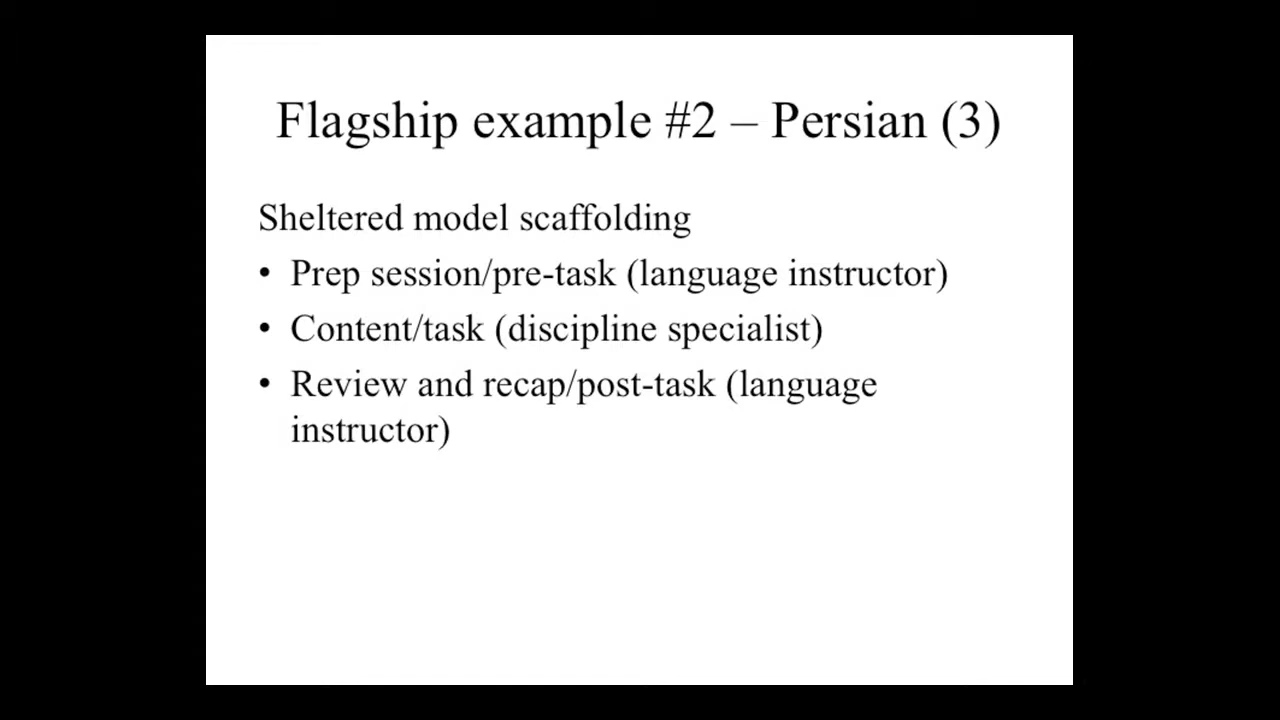 Flagship example #2 – Persian (3)
Sheltered model scaffolding
• Prep session/pre-task (language instructor)
• Content/task (discipline specialist)
• Review and recap/post-task (language
instructor)